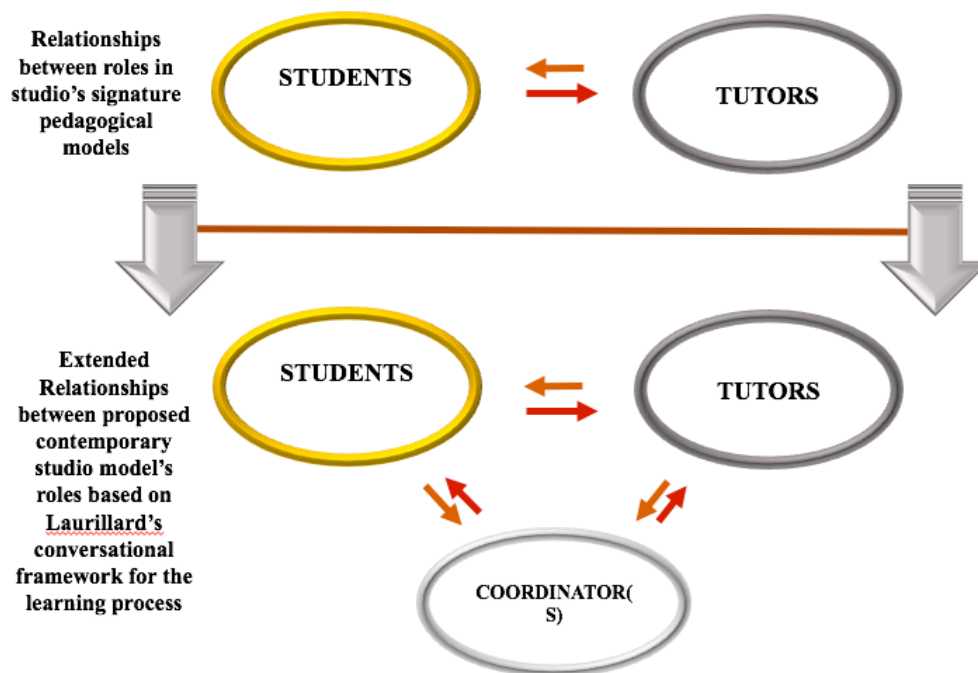 Relationships
between roles in
studio's signature
pedagogical
models
STUDENTS
TUTORS
Extended
Relationships
between proposed
contemporary
studio model's
roles based on
Laurillard's
conversational
framework for the
learning process
STUDENTS
TUTORS
COORDINATOR(
S)